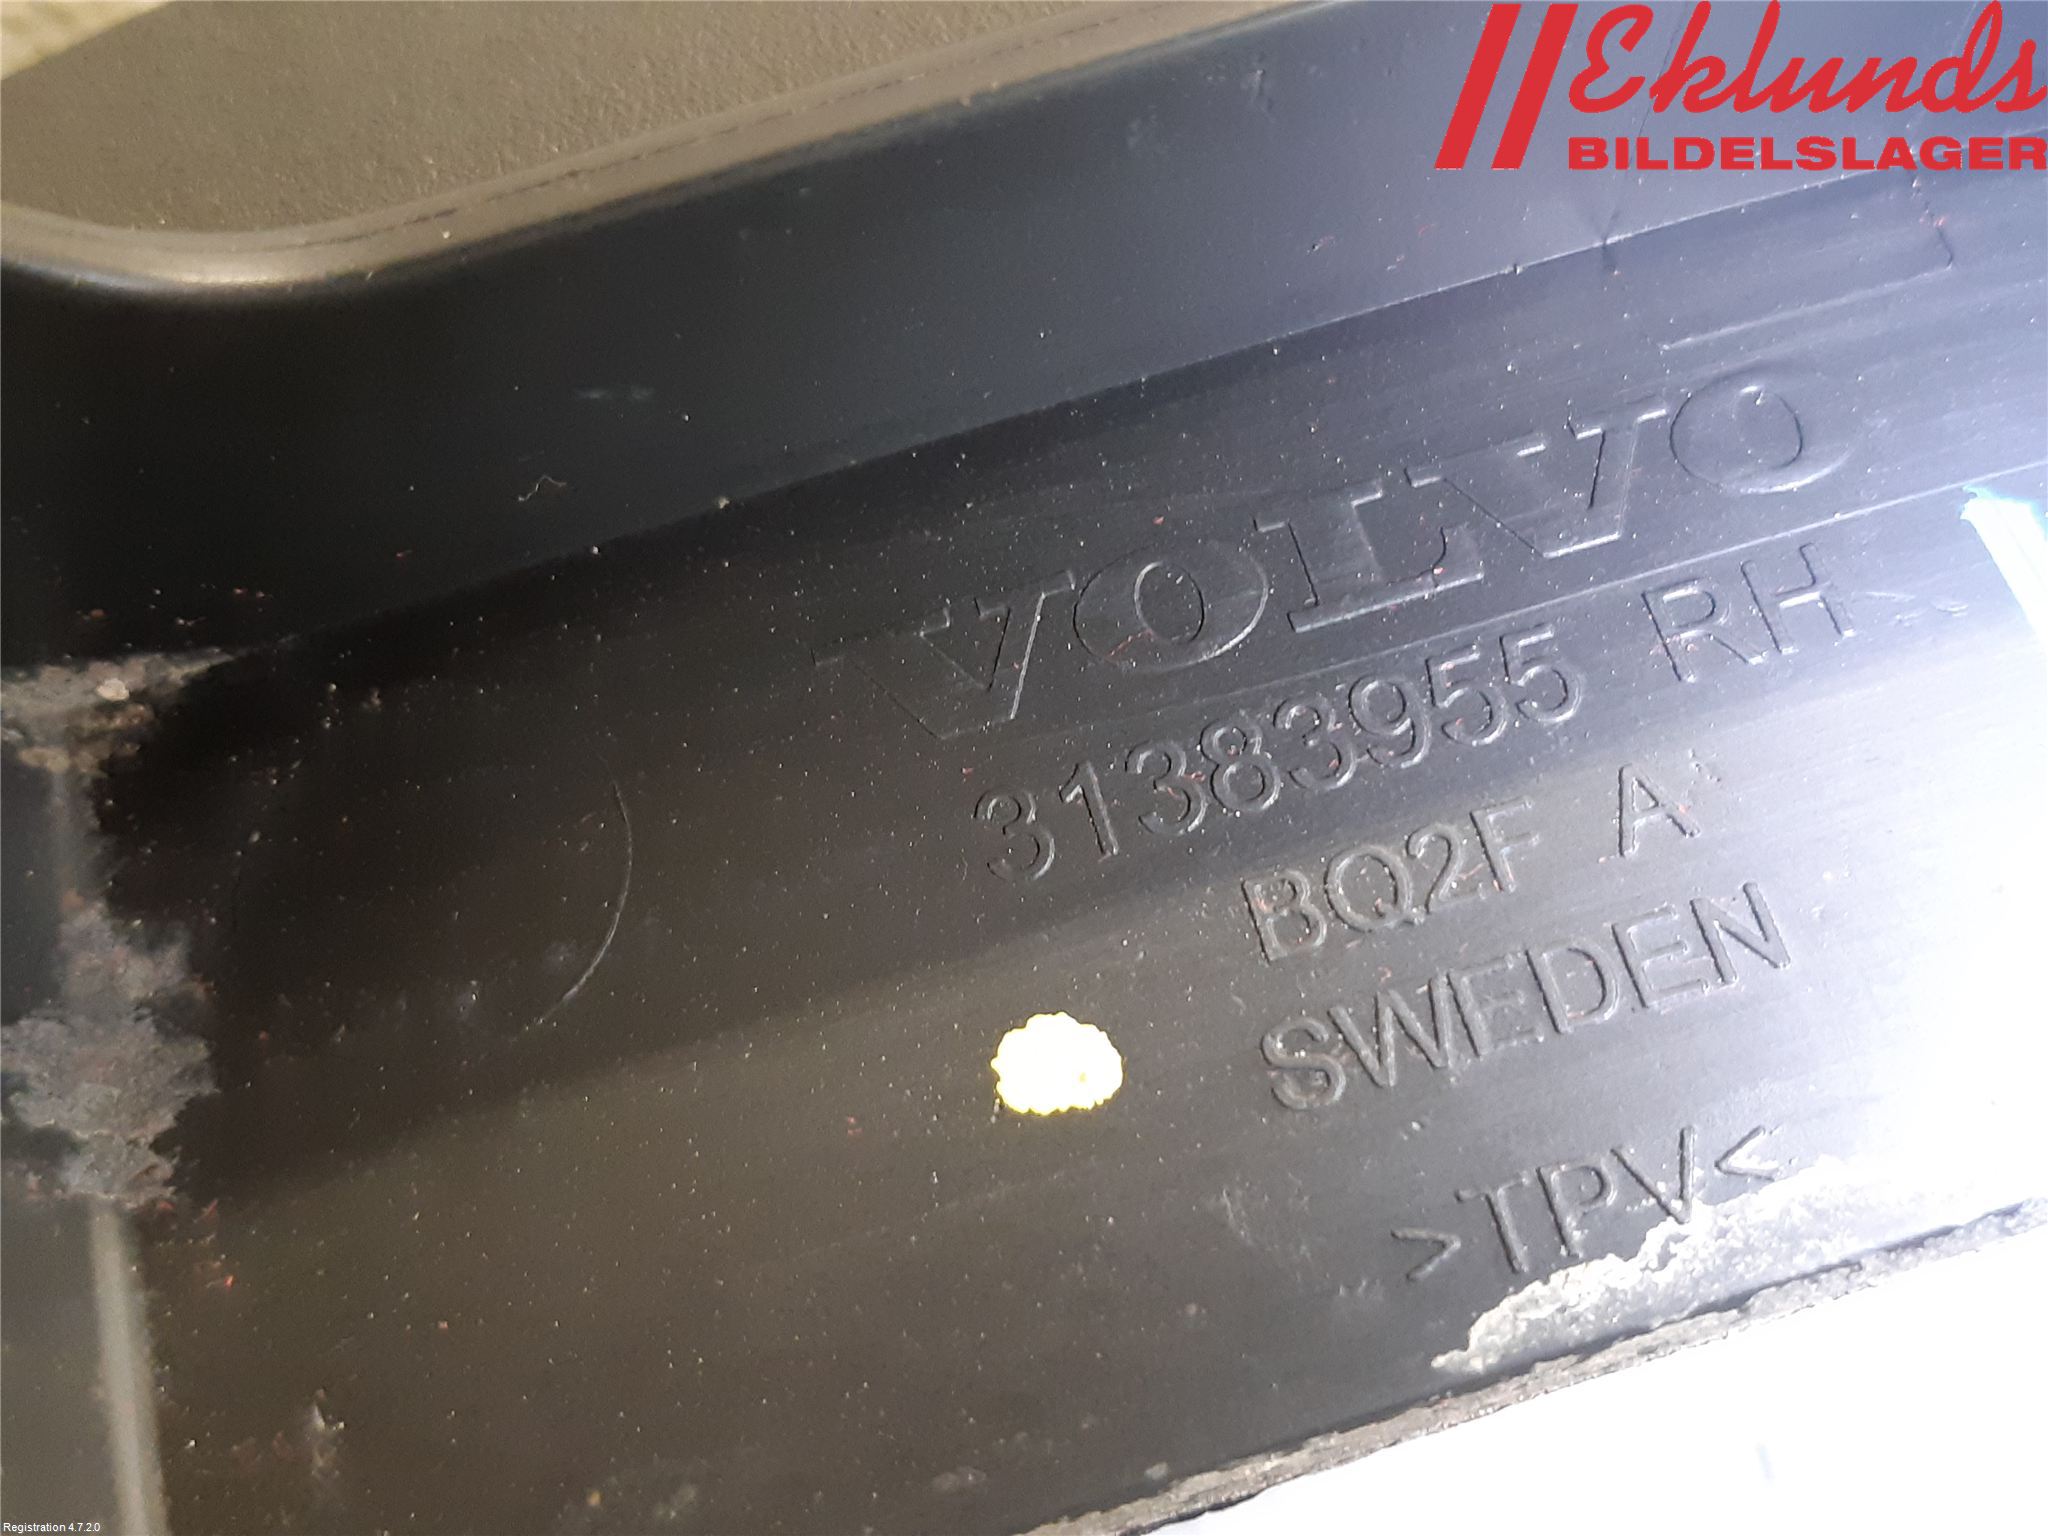 Eklunds
BILDELSLAGER
VOLVO
31383955 RH
BQ2F A
SWEDEN
>TPV<
Registration 4.7.2.0